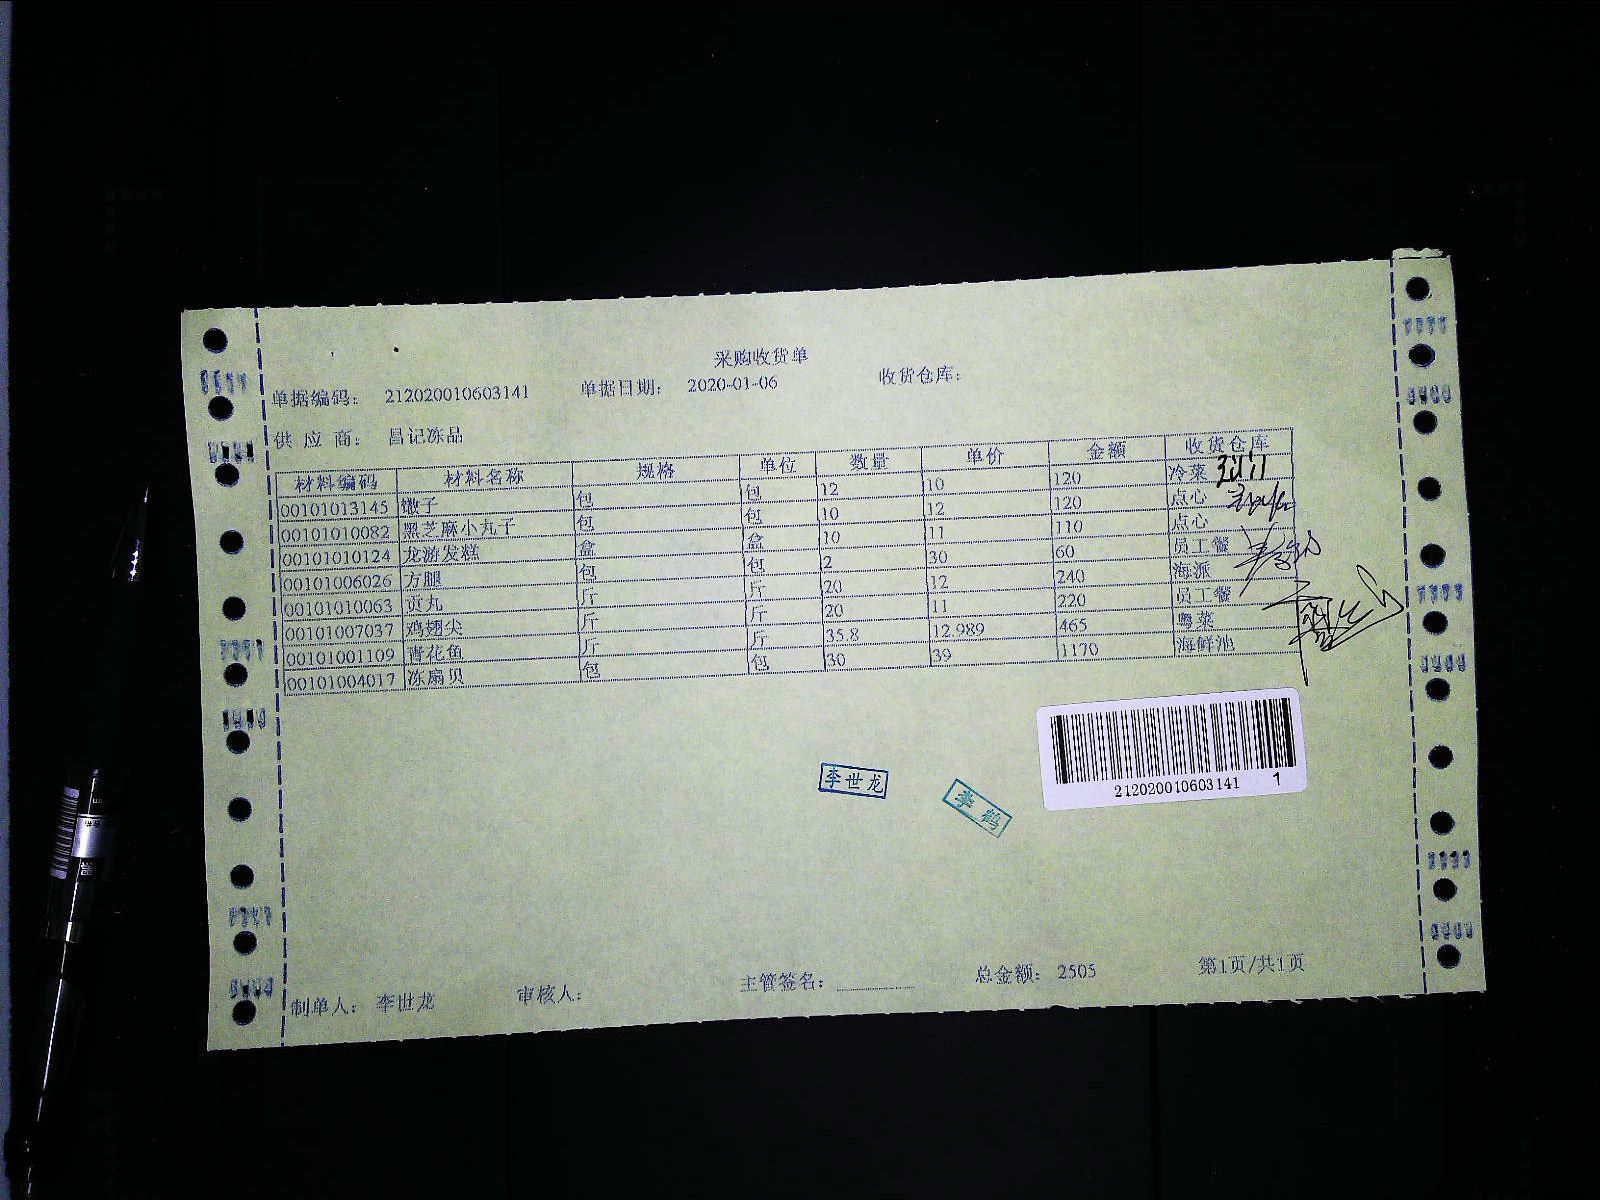 采购收货单
单据编码: 212020010603141 单据日期: 2020-01-06 收货仓库:
供应商: 昌记冻品
材料编码 材料名称 规格 单位 数量 单价 金额 收货仓库
00101013145 馓子 包 包 12 10 120 冷菜
00101010082 黑芝麻小丸子 包 包 10 12 120 点心
00101010124 龙游发糕 盒 盒 10 11 110 点心
00101006026 方腿 包 包 2 30 60 员工餐
00101010063 贡丸 斤 斤 20 12 240 海派
00101007037 鸡翅尖 斤 斤 20 11 220 员工餐
00101001109 青花鱼 斤 斤 35.8 12.989 465 粤菜
00101004017 冻扇贝 包 包 30 39 1170 海鲜池
212020010603141 1
李世龙
李鹤
制单人: 李世龙 审核人: 主管签名: 总金额: 2505 第1页/共1页